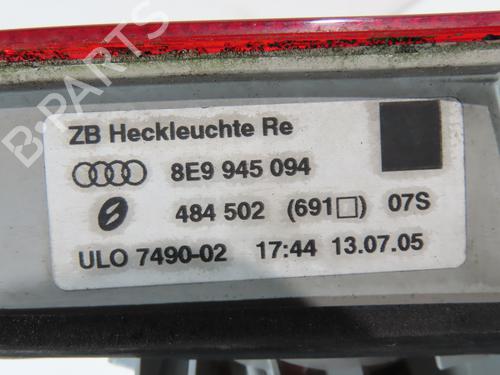 B-PARTS
ZB Heckleuchte Re
8E9 945 094
484 502 (691□) 07S
ULO 7490-02 17:44 13.07.05